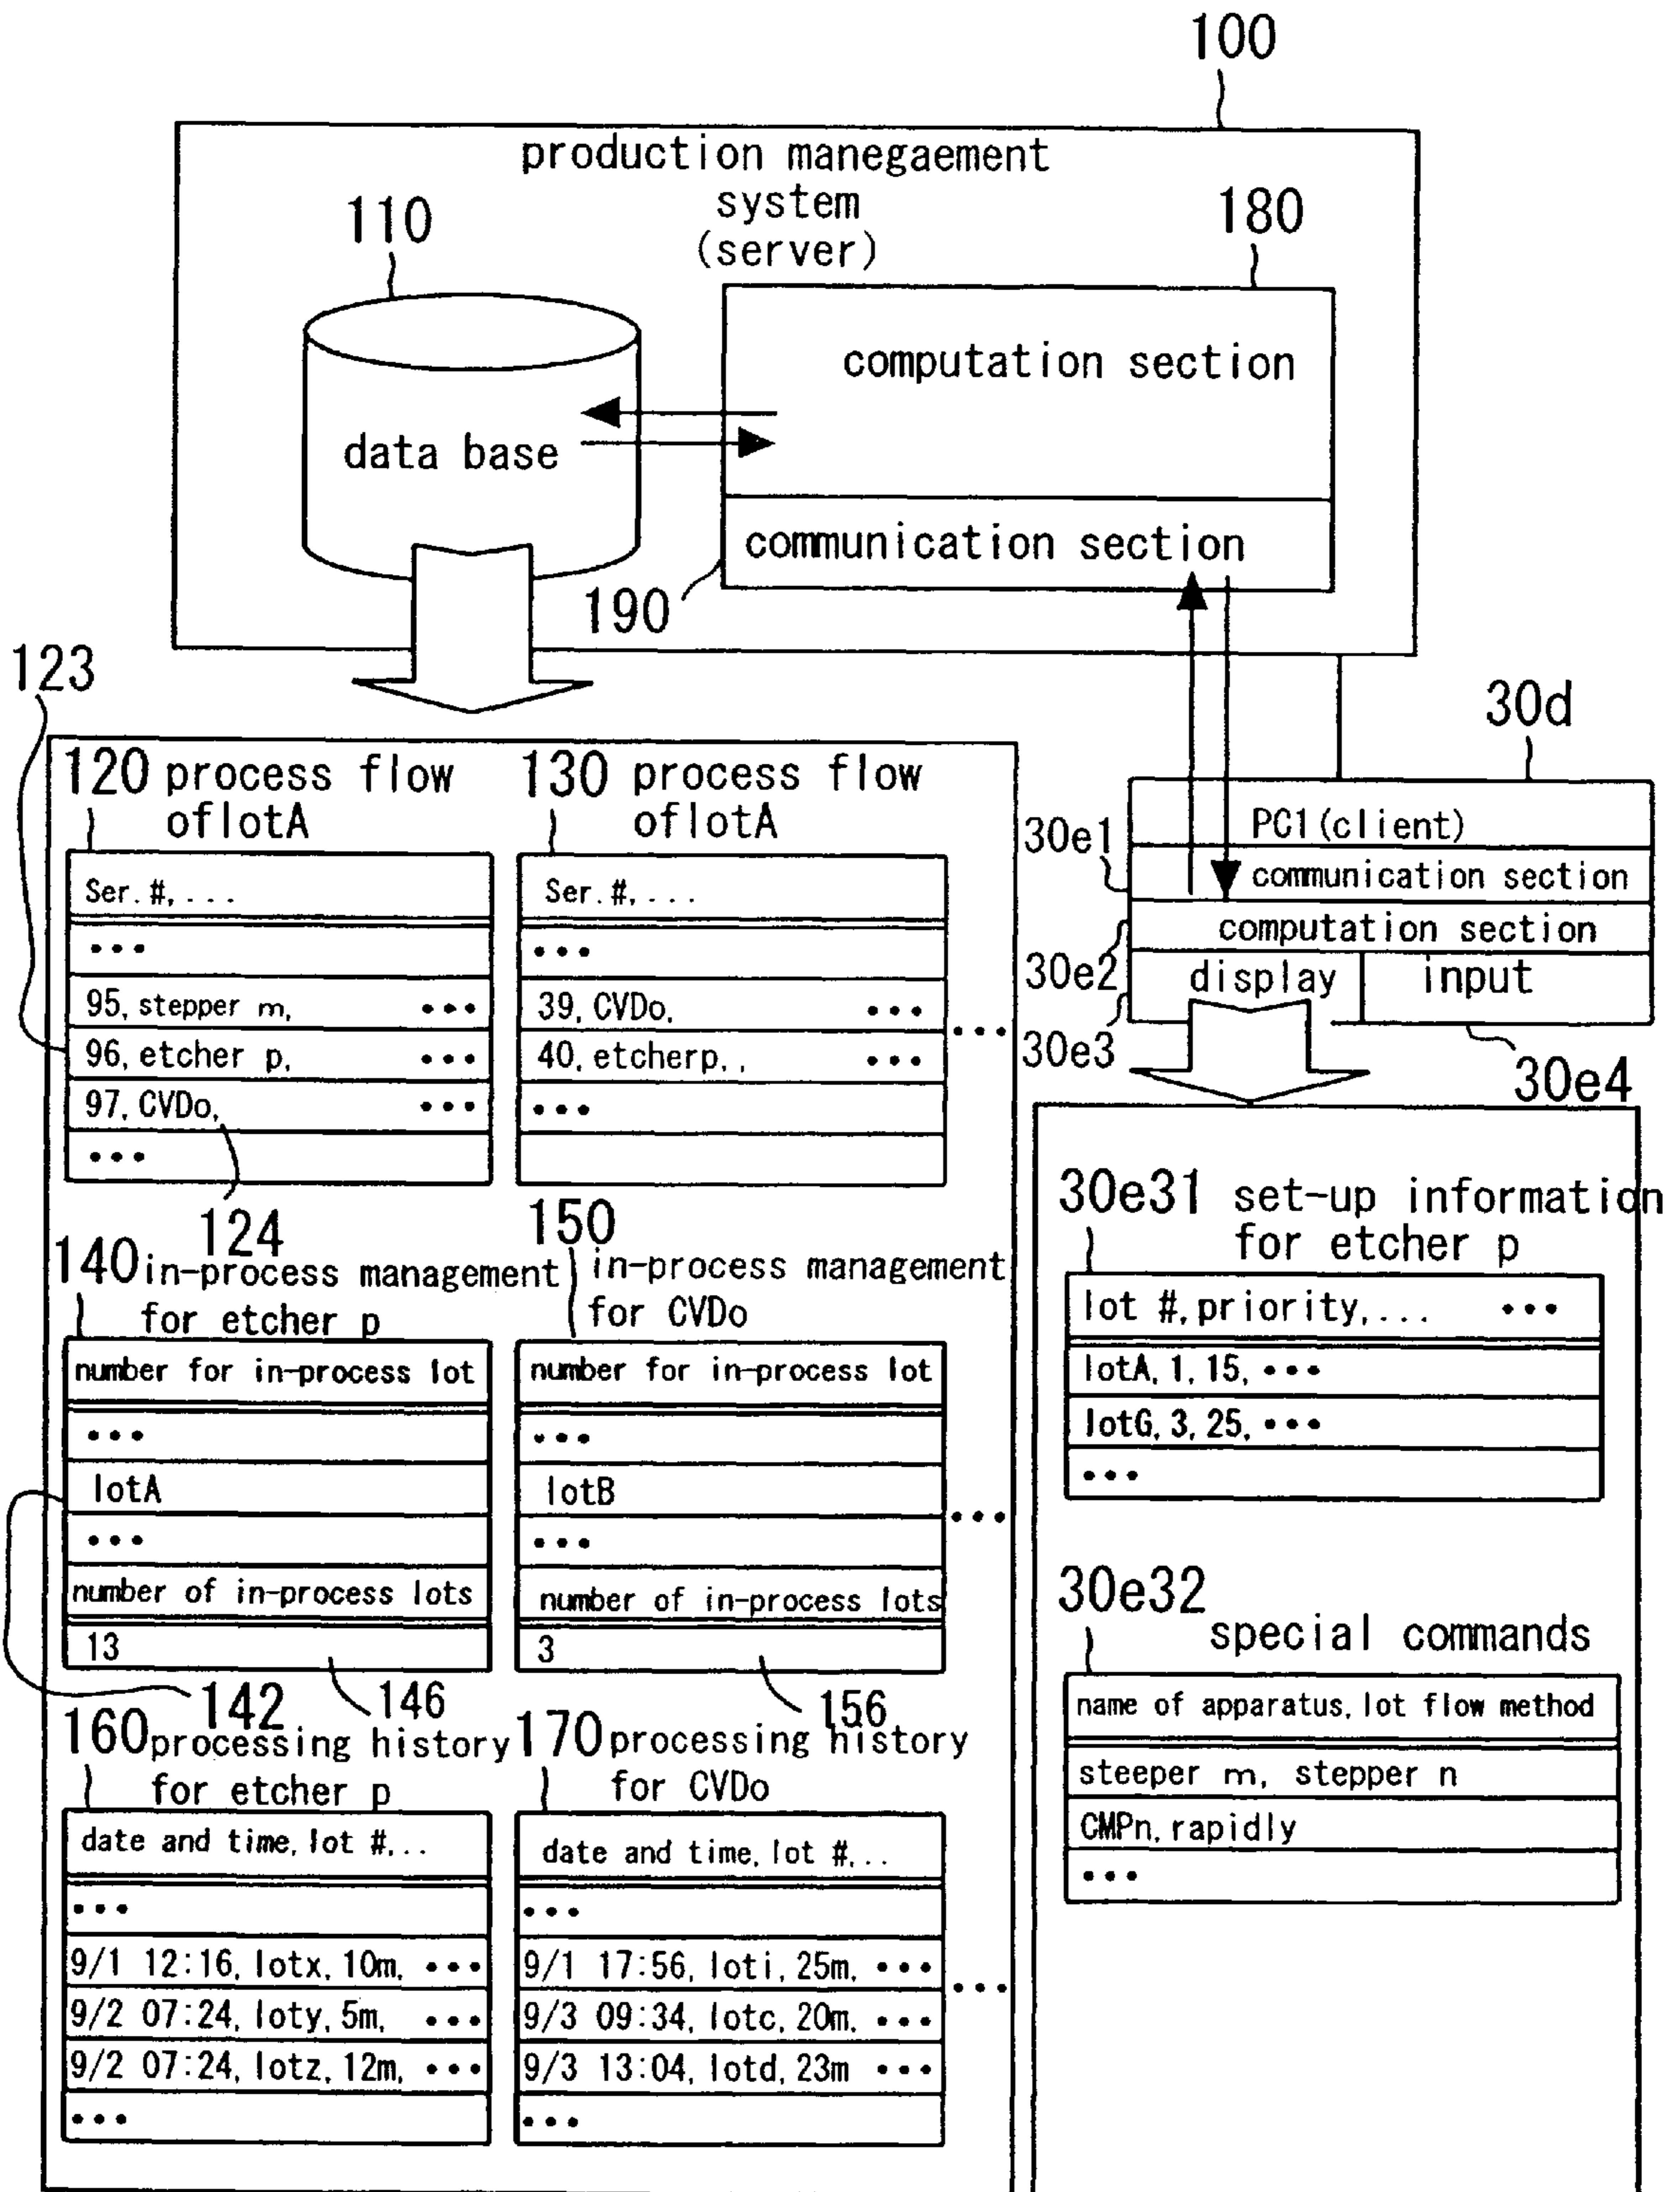 100
production manegaement
system
(server)
110
180
computation section
data base
communication section
190
123
30d
120 process flow
oflotA
130 process flow
oflotA
Ser. #, ...
•••
95, stepper m, •••
96, etcher p, •••
97, CVDo, •••
•••
Ser. #, ...
•••
39, CVDo, •••
40, etcherp, , •••
•••
•••
124
PC1 (client)
30e1
communication section
computation section
30e2
display
input
30e3
30e4
140 in-process management
for etcher p
150
in-process management
for CVDo
number for in-process lot
•••
lotA
•••
number of in-process lots
13
number for in-process lot
•••
lotB
•••
number of in-process lots
3
•••
142
146
156
160 processing history
for etcher p
170 processing history
for CVDo
date and time, lot #, ..
•••
9/1 12:16, lotx, 10m, •••
9/2 07:24, loty, 5m, •••
9/2 07:24, lotz, 12m, •••
•••
date and time, lot #, ..
•••
9/1 17:56, loti, 25m, •••
9/3 09:34, lotc, 20m, •••
9/3 13:04, lotd, 23m •••
•••
•••
30e31 set-up information
for etcher p
lot #, priority, ... •••
lotA, 1, 15, •••
lotG, 3, 25, •••
•••
30e32
special commands
name of apparatus, lot flow method
steeper m, stepper n
CMPn, rapidly
•••